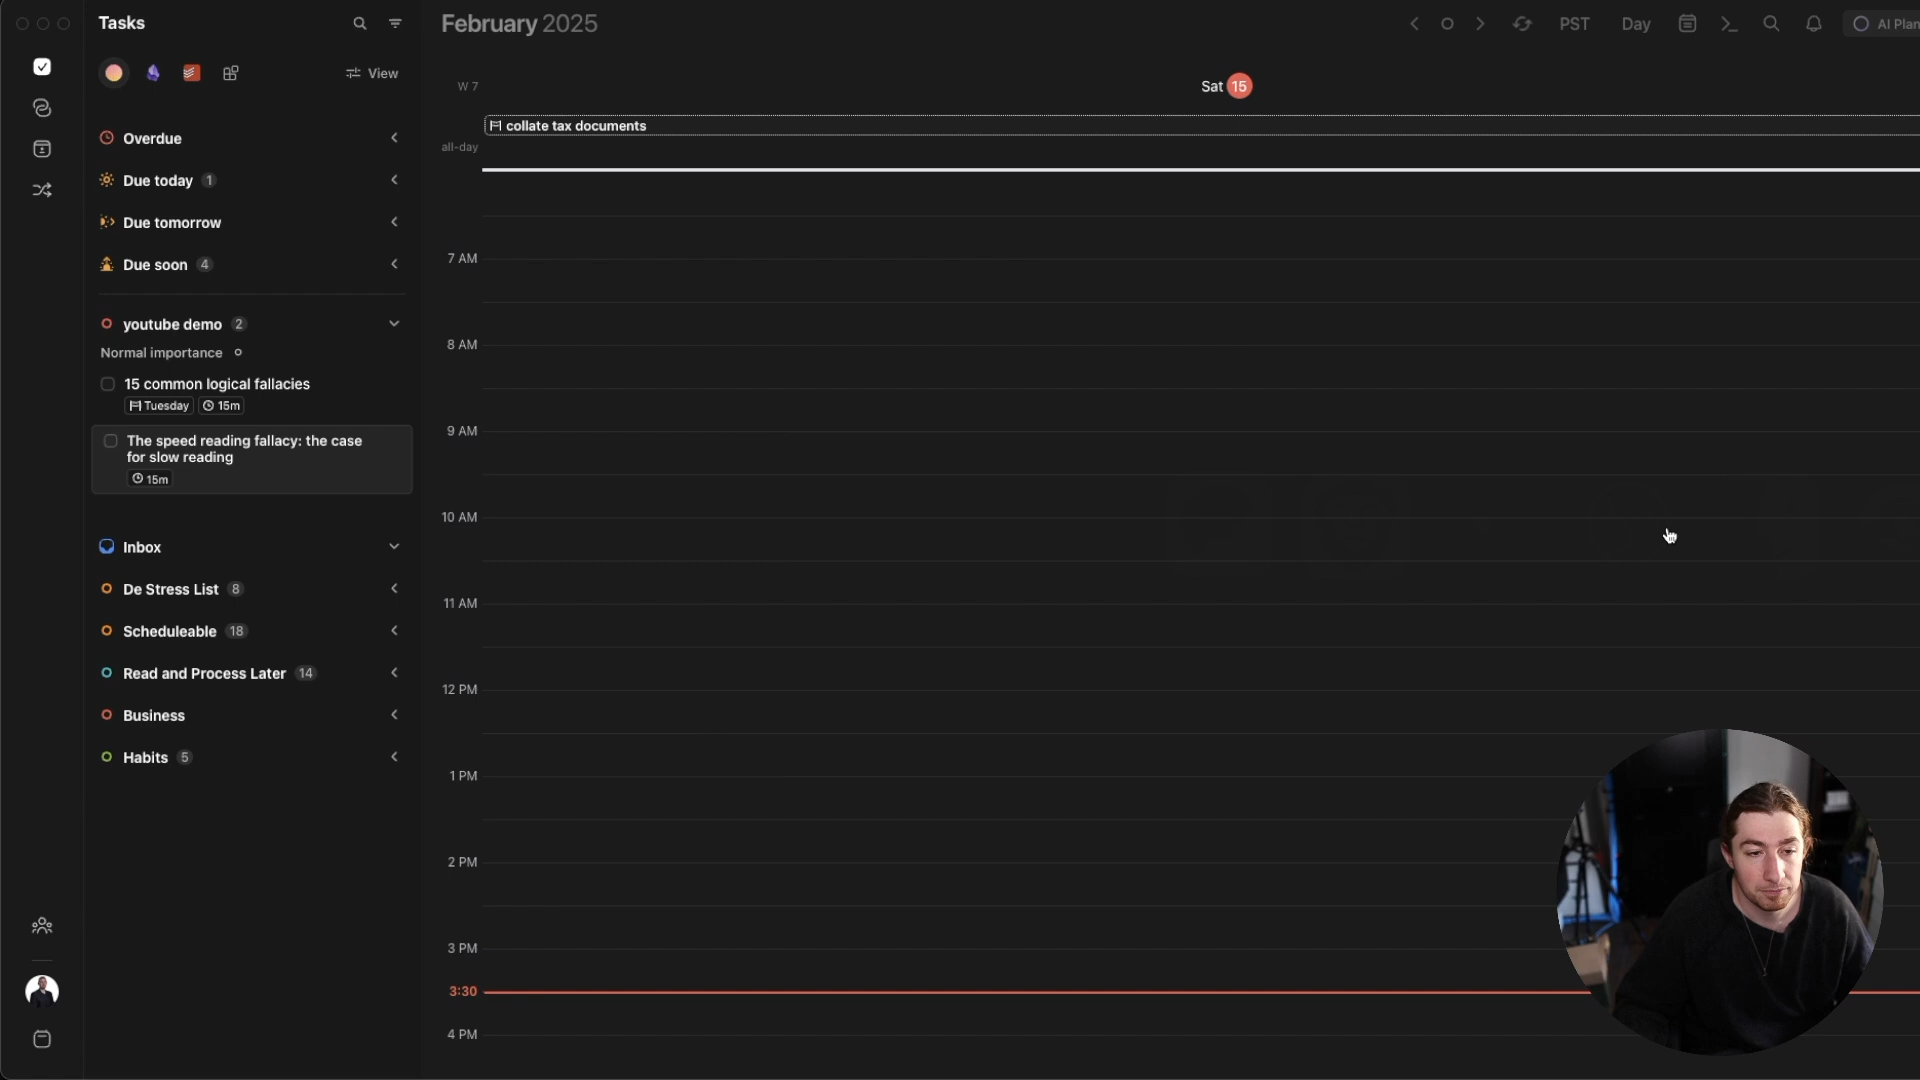 Tasks
View
Overdue
Due today 1
Due tomorrow
Due soon 4
youtube demo 2
Normal importance
15 common logical fallacies
Tuesday 15m
The speed reading fallacy: the case
for slow reading
15m
Inbox
De Stress List 8
Scheduleable 18
Read and Process Later 14
Business
Habits 5
February 2025
PST
Day
AI Plan
W 7
Sat 15
collate tax documents
all-day
7 AM
8 AM
9 AM
10 AM
11 AM
12 PM
1 PM
2 PM
3 PM
3:30
4 PM